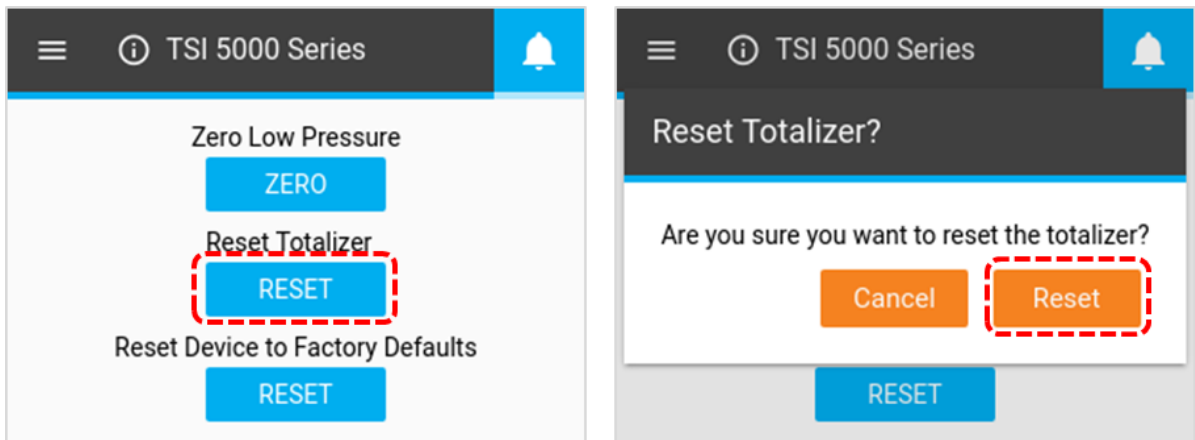 TSI 5000 Series
Zero Low Pressure
ZERO
Reset Totalizer
RESET
Reset Device to Factory Defaults
RESET
TSI 5000 Series
Reset Totalizer?
Are you sure you want to reset the totalizer?
Cancel Reset
RESET